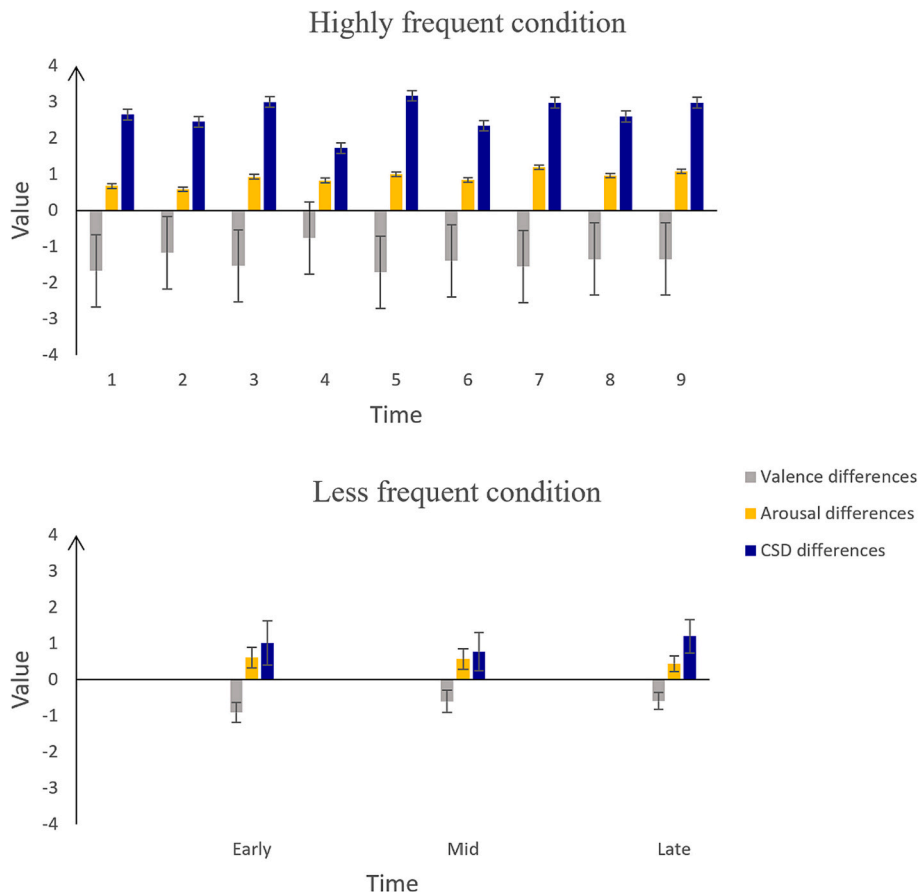 Highly frequent condition
4
3
2
1
0
-1
-2
-3
-4
Value
1 2 3 4 5 6 7 8 9
Time
Less frequent condition
4
3
2
1
0
-1
-2
-3
-4
Value
Early Mid Late
Time
Valence differences
Arousal differences
CSD differences